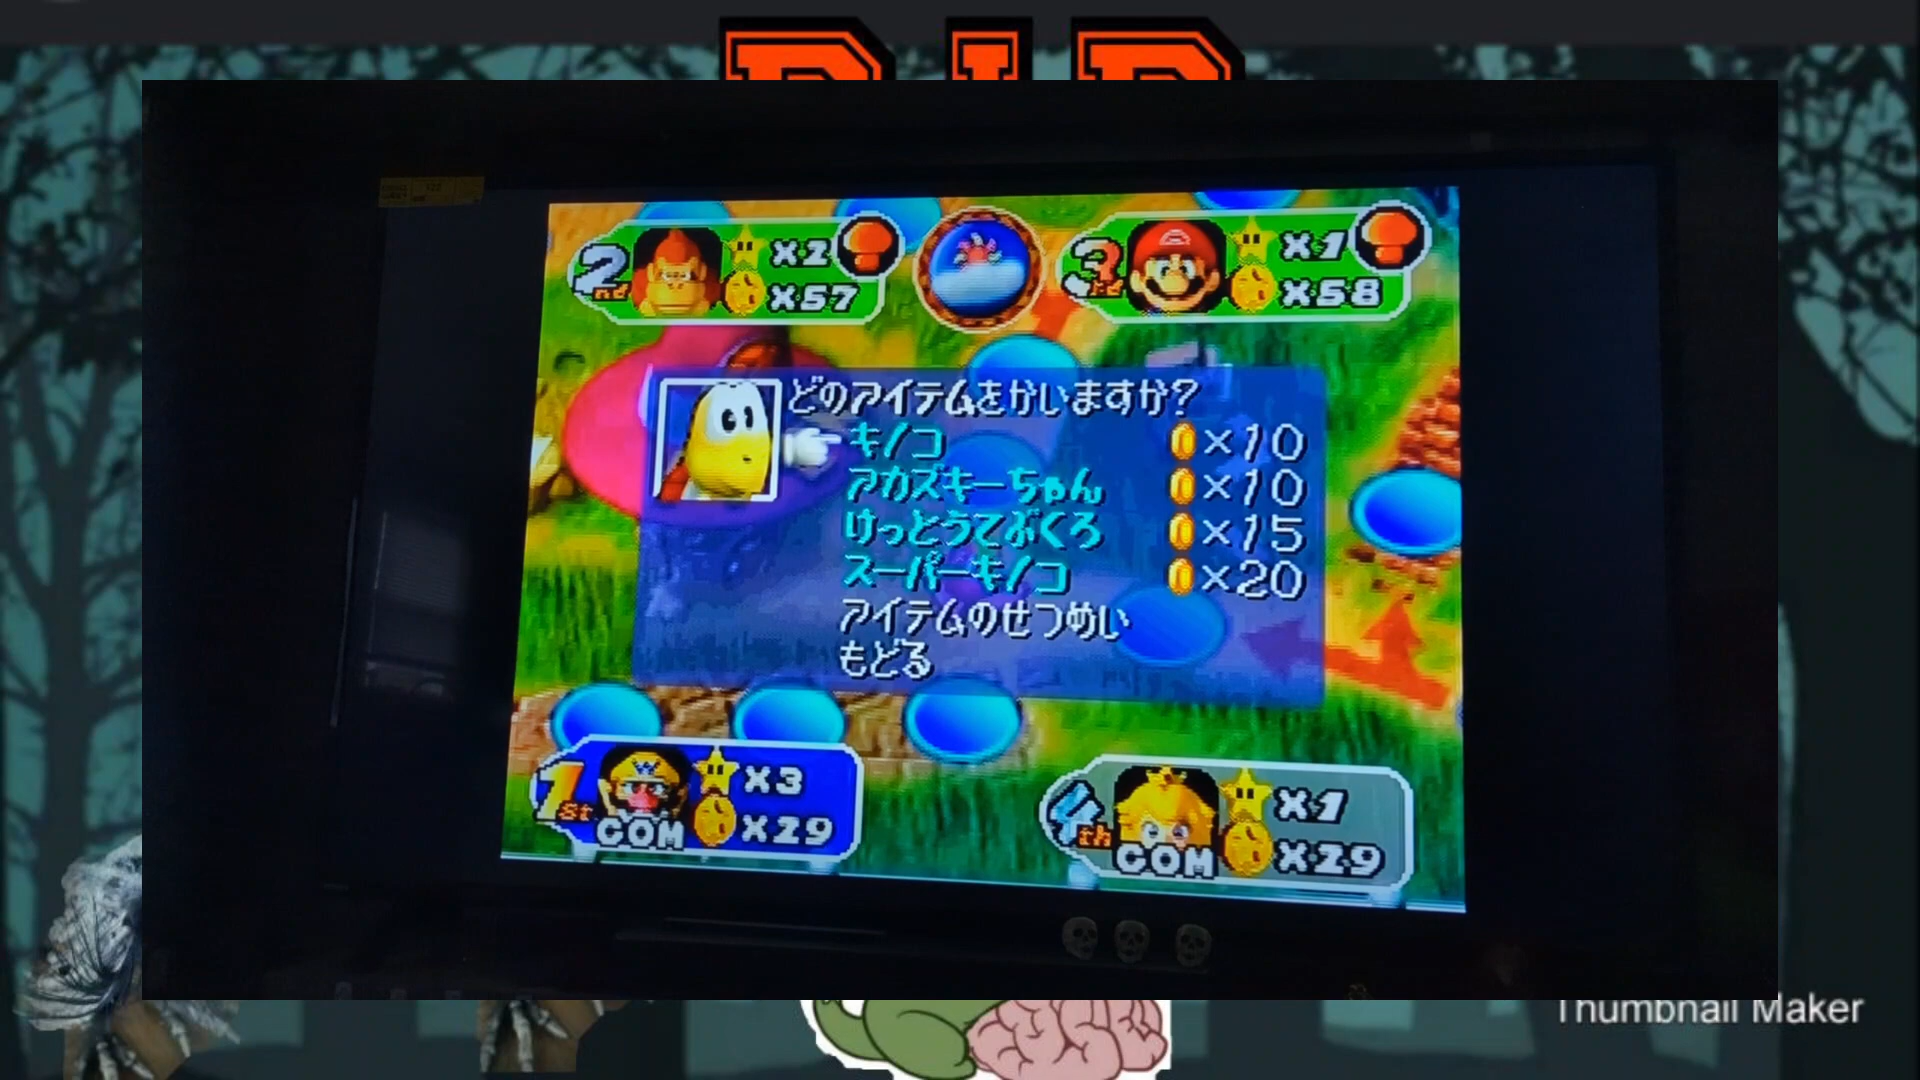 RIP
2nd ×2 ×57
3rd ×1 ×58
どのアイテムをかいますか?
キノコ ×10
アカズキーちゃん ×10
けっとうてぶくろ ×15
スーパーキノコ ×20
アイテムのせつめい
もどる
1st COM ×3 ×29
4th COM ×1 ×29
Thumbnail Maker